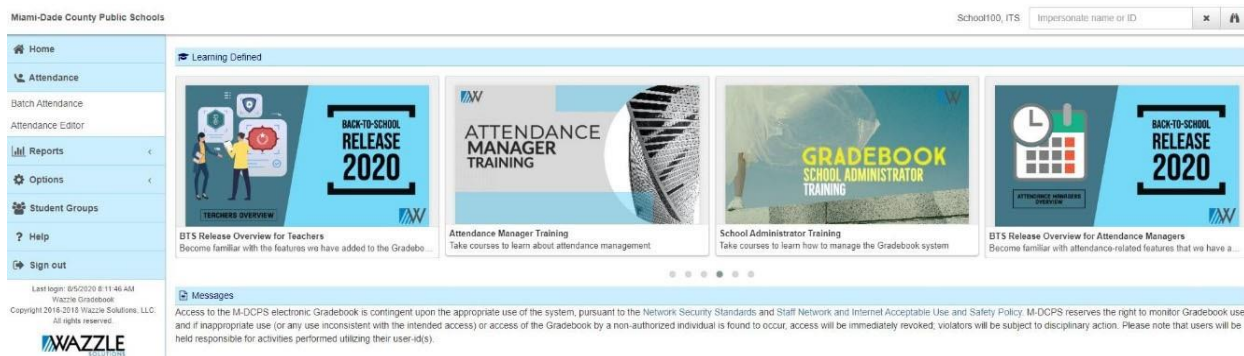 Miami-Dade County Public Schools
School100, ITS
Impersonate name or ID
Home
Attendance
Batch Attendance
Attendance Editor
Reports
Options
Student Groups
? Help
Sign out
Last login: 8/5/2020 8:11:46 AM
Wazzle Gradebook
Copyright 2016-2018 Wazzle Solutions, LLC.
All rights reserved.
WAZZLE
SOLUTIONS
Learning Defined
BACK-TO-SCHOOL
RELEASE
2020
TEACHERS OVERVIEW
BTS Release Overview for Teachers
Become familiar with the features we have added to the Gradebo...
ATTENDANCE
MANAGER
TRAINING
Attendance Manager Training
Take courses to learn about attendance management
GRADEBOOK
SCHOOL ADMINISTRATOR
TRAINING
School Administrator Training
Take courses to learn how to manage the Gradebook system
BACK-TO-SCHOOL
RELEASE
2020
ATTENDANCE MANAGERS
OVERVIEW
BTS Release Overview for Attendance Managers
Become familiar with attendance-related features that we have a...
Messages
Access to the M-DCPS electronic Gradebook is contingent upon the appropriate use of the system, pursuant to the Network Security Standards and Staff Network and Internet Acceptable Use and Safety Policy. M-DCPS reserves the right to monitor Gradebook use
and if inappropriate use (or any use inconsistent with the intended access) or access of the Gradebook by a non-authorized individual is found to occur, access will be immediately revoked; violators will be subject to disciplinary action. Please note that users will be
held responsible for activities performed utilizing their user-id(s).